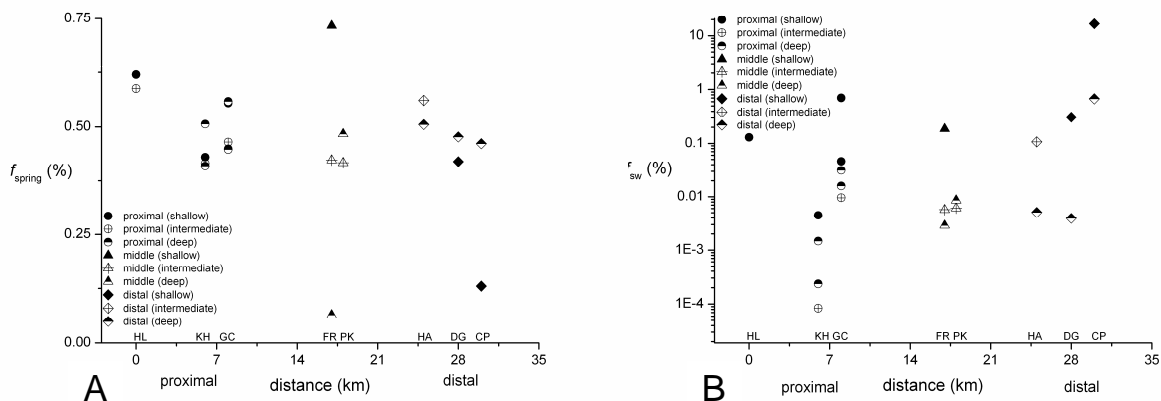 0.75
0.50
0.25
0.00
fspring (%)
proximal (shallow)
proximal (intermediate)
proximal (deep)
middle (shallow)
middle (intermediate)
middle (deep)
distal (shallow)
distal (intermediate)
distal (deep)
HL KH GC FR PK HA DG CP
0 7 14 21 28 35
proximal distance (km) distal
A
proximal (shallow)
proximal (intermediate)
proximal (deep)
middle (shallow)
middle (intermediate)
middle (deep)
distal (shallow)
distal (intermediate)
distal (deep)
10
1
0.1
0.01
1E-3
1E-4
sw (%)
HL KH GC FR PK HA DG CP
0 7 14 21 28 35
proximal distance (km) distal
B